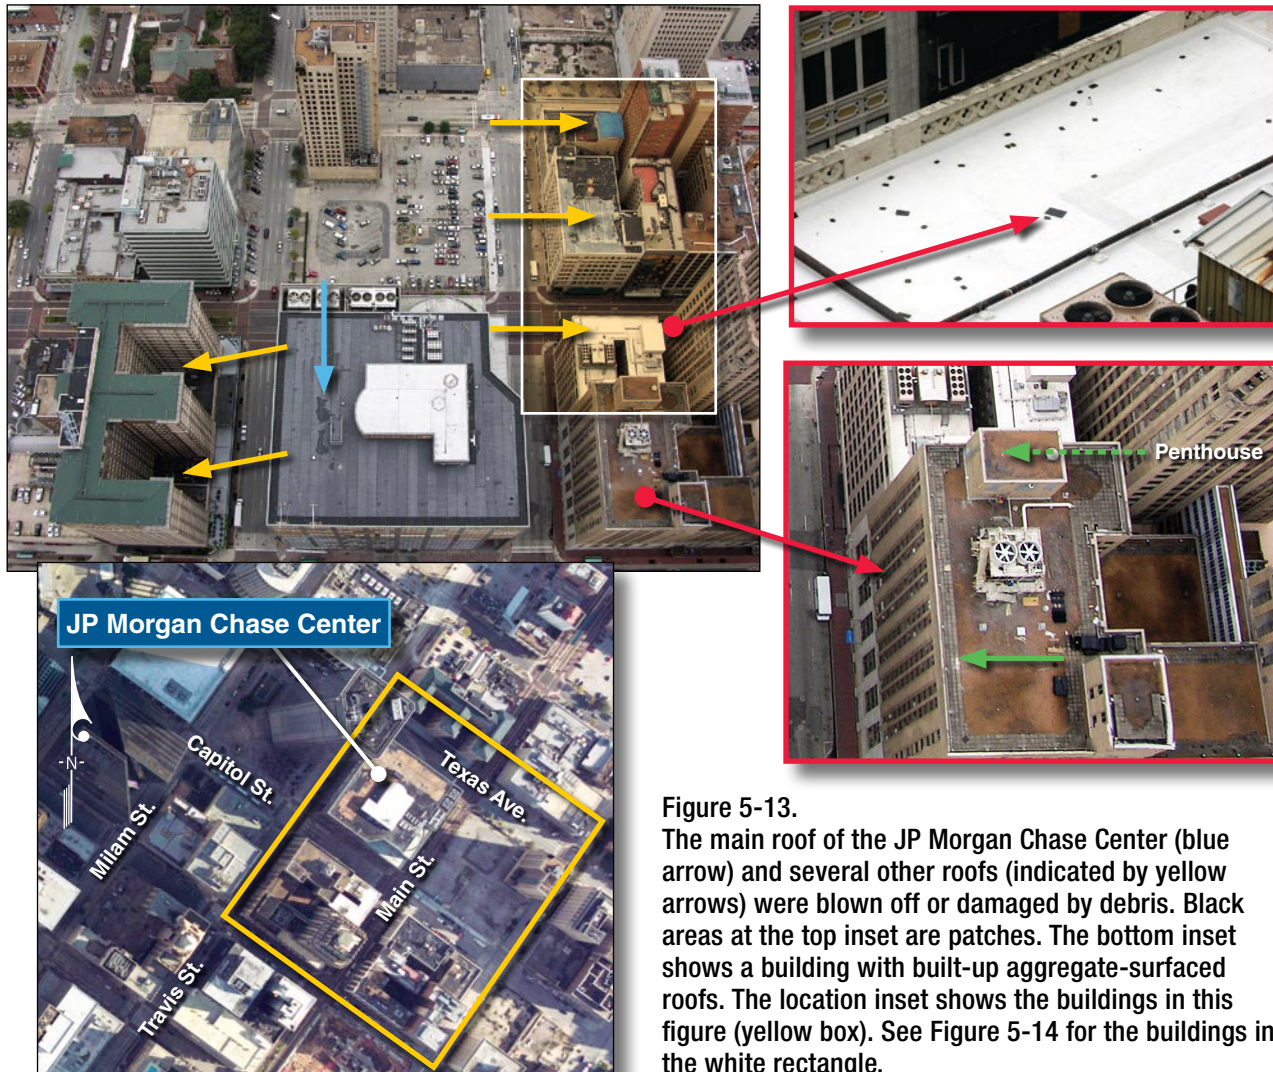 Penthouse
JP Morgan Chase Center
-N-
Capitol St.
Texas Ave.
Milam St.
Main St.
Travis St.
Figure 5-13.
The main roof of the JP Morgan Chase Center (blue
arrow) and several other roofs (indicated by yellow
arrows) were blown off or damaged by debris. Black
areas at the top inset are patches. The bottom inset
shows a building with built-up aggregate-surfaced
roofs. The location inset shows the buildings in this
figure (yellow box). See Figure 5-14 for the buildings in
the white rectangle.